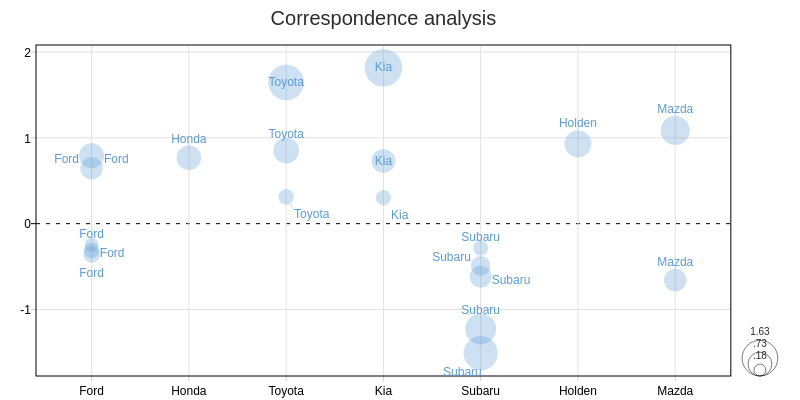 Correspondence analysis
2
Kia
Toyota
Mazda
Holden
1
Toyota
Honda
Ford
Ford
Kia
Toyota
Kia
0
Ford
Subaru
Ford
Subaru
Mazda
Ford
Subaru
-1
Subaru
Subaru
1.63
.73
.18
Ford Honda Toyota Kia Subaru Holden Mazda